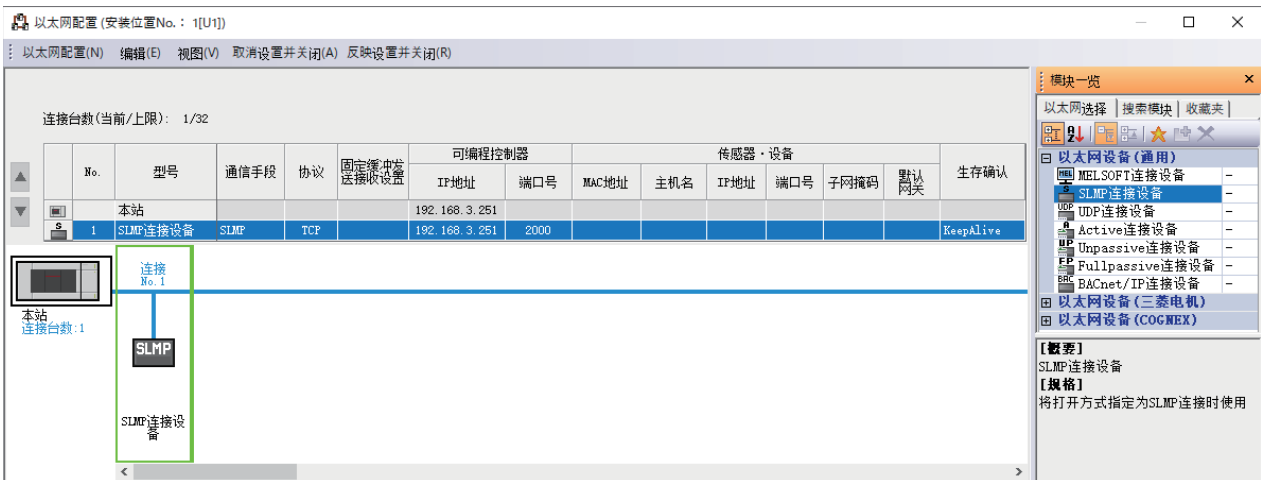 以太网配置 (安装位置No.： 1[U1])
以太网配置(N) 编辑(E) 视图(V) 取消设置并关闭(A) 反映设置并关闭(R)
连接台数(当前/上限)： 1/32
No. 型号 通信手段 协议 固定缓冲发送接收设置 可编程控制器 传感器・设备 生存确认
IP地址 端口号 MAC地址 主机名 IP地址 端口号 子网掩码 默认网关
本站 192.168.3.251
1 SLMP连接设备 SLMP TCP 192.168.3.251 2000 KeepAlive
连接
No.1
本站
连接台数:1
SLMP
SLMP连接设
备
模块一览
以太网选择 搜索模块 收藏夹
以太网设备(通用)
MEL MELSOFT连接设备 -
S SLMP连接设备 -
UDP UDP连接设备 -
A Active连接设备 -
UP Unpassive连接设备 -
FP Fullpassive连接设备 -
BAC BACnet/IP连接设备 -
以太网设备(三菱电机)
以太网设备(COGNEX)
[概要]
SLMP连接设备
[规格]
将打开方式指定为SLMP连接时使用